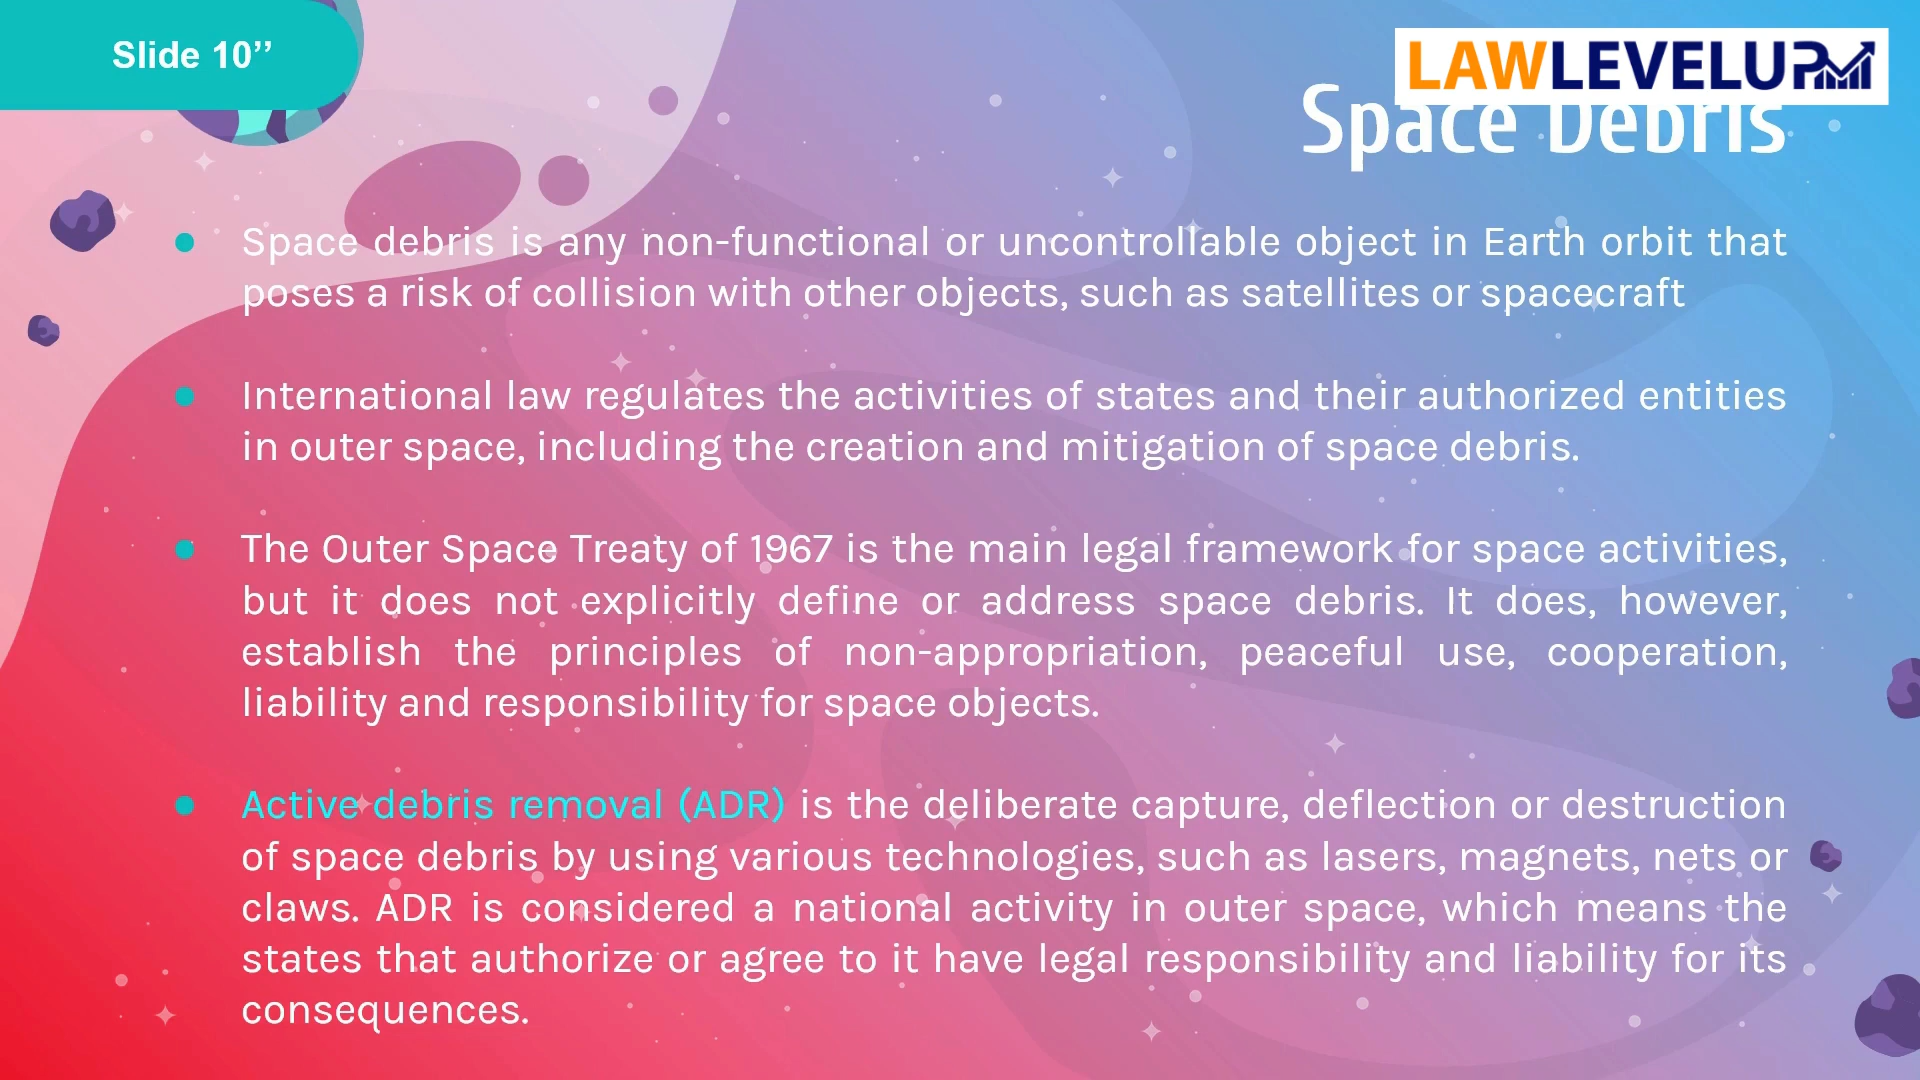 Slide 10’’
LAWLEVELUP
Space Debris
Space debris is any non-functional or uncontrollable object in Earth orbit that
poses a risk of collision with other objects, such as satellites or spacecraft
International law regulates the activities of states and their authorized entities
in outer space, including the creation and mitigation of space debris.
The Outer Space Treaty of 1967 is the main legal framework for space activities,
but it does not explicitly define or address space debris. It does, however,
establish the principles of non-appropriation, peaceful use, cooperation,
liability and responsibility for space objects.
Active debris removal (ADR) is the deliberate capture, deflection or destruction
of space debris by using various technologies, such as lasers, magnets, nets or
claws. ADR is considered a national activity in outer space, which means the
states that authorize or agree to it have legal responsibility and liability for its
consequences.